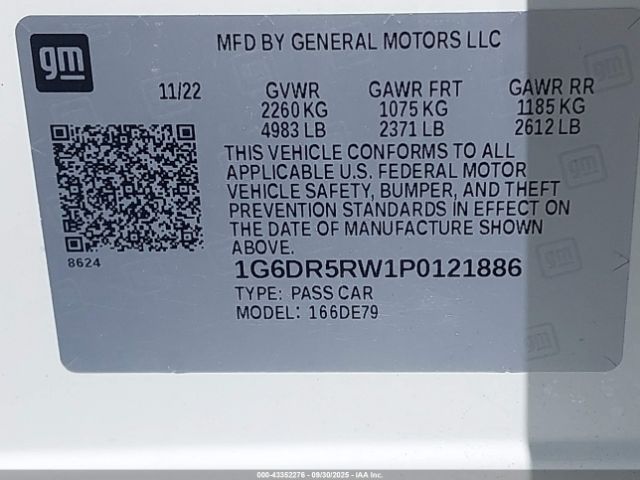 gm
MFD BY GENERAL MOTORS LLC
11/22 GVWR GAWR FRT GAWR RR
2260 KG 1075 KG 1185 KG
4983 LB 2371 LB 2612 LB
THIS VEHICLE CONFORMS TO ALL
APPLICABLE U.S. FEDERAL MOTOR
VEHICLE SAFETY, BUMPER, AND THEFT
PREVENTION STANDARDS IN EFFECT ON
THE DATE OF MANUFACTURE SHOWN
ABOVE.
8624
1G6DR5RW1P0121886
TYPE: PASS CAR
MODEL: 166DE79
000-43352276 - 09/30/2025 - IAA, Inc.